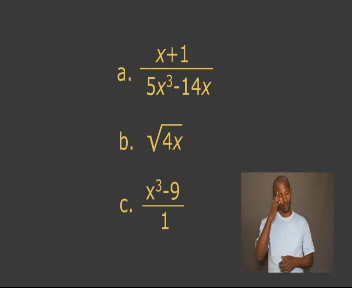 a. x+1
5x³-14x
b. √4x
c. x³-9
1